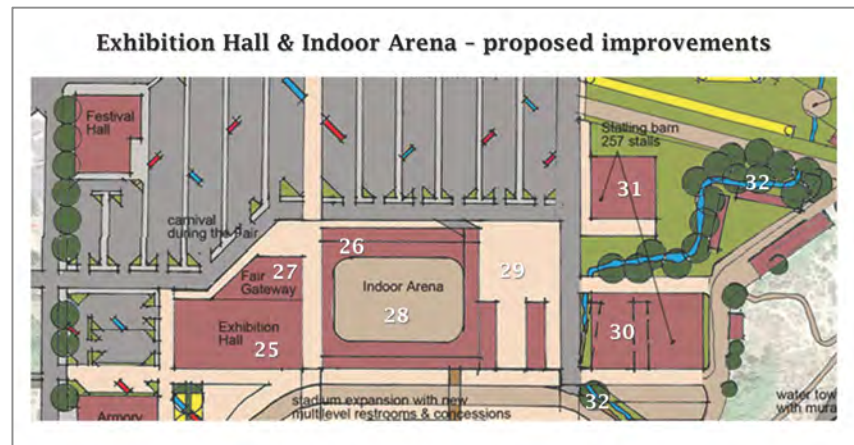 Exhibition Hall & Indoor Arena – proposed improvements
Festival
Hall
Stalling barn
257 stalls
31
32
carnival
during the Fair
26
27
Fair
Gateway
29
Indoor Arena
28
Exhibition
Hall
25
30
stadium expansion with new
multilevel restrooms & concessions
32
water tow
with mura
Armory